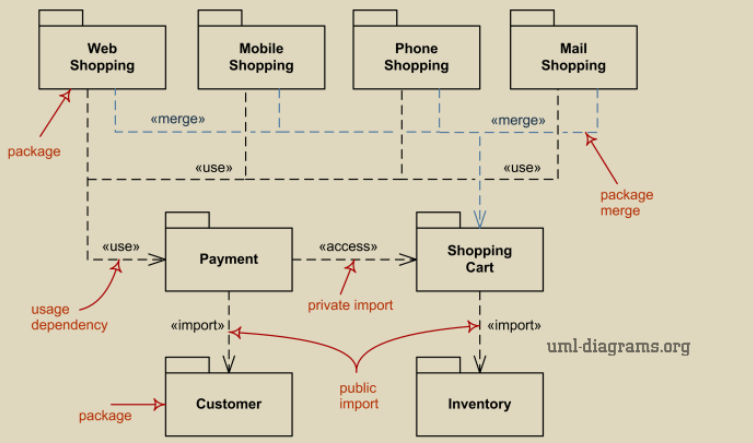 Web
Shopping
Mobile
Shopping
Phone
Shopping
Mail
Shopping
«merge»
«merge»
package
«use»
«use»
package
merge
«use»
Payment
«access»
Shopping
Cart
usage
dependency
private import
«import»
«import»
uml-diagrams.org
public
import
package
Customer
Inventory